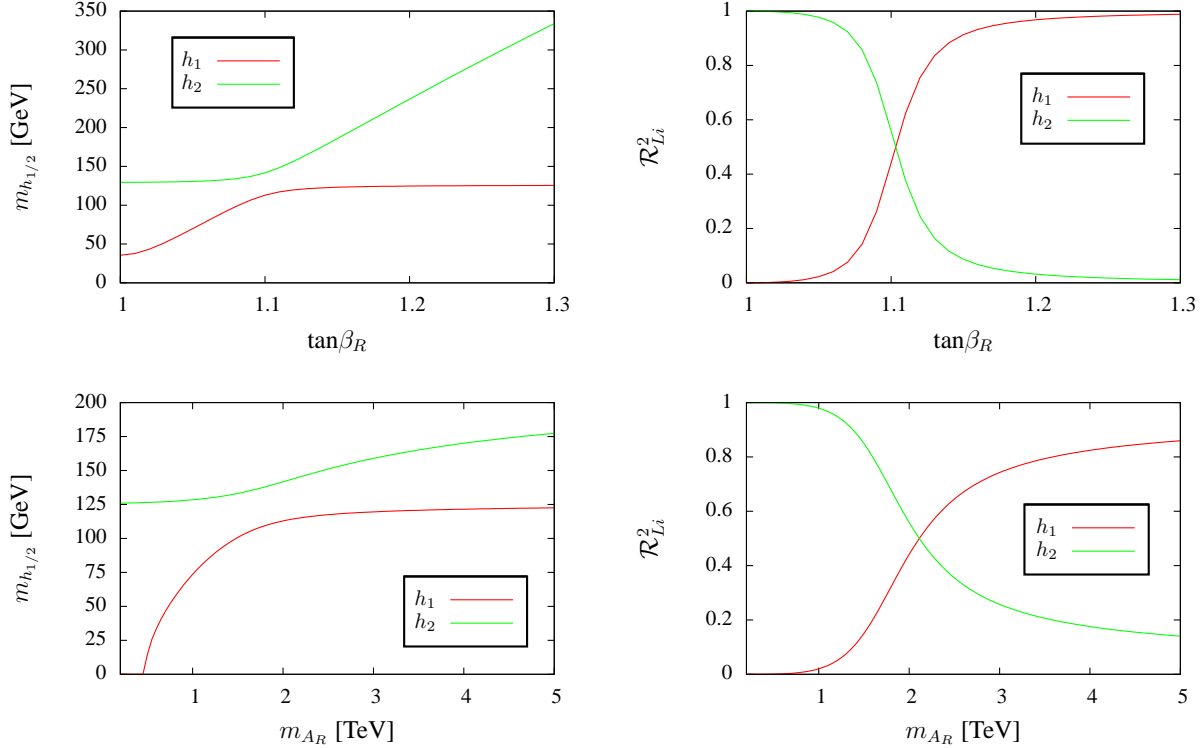 350
300
250
200
150
100
50
0
m_{h_{1/2}} [GeV]
h_1
h_2
1 1.1 1.2 1.3
tanβ_R
1
0.8
0.6
0.4
0.2
0
ℛ²_{Li}
h_1
h_2
1 1.1 1.2 1.3
tanβ_R
200
175
150
125
100
75
50
25
0
m_{h_{1/2}} [GeV]
h_1
h_2
1 2 3 4 5
m_{A_R} [TeV]
1
0.8
0.6
0.4
0.2
0
ℛ²_{Li}
h_1
h_2
1 2 3 4 5
m_{A_R} [TeV]